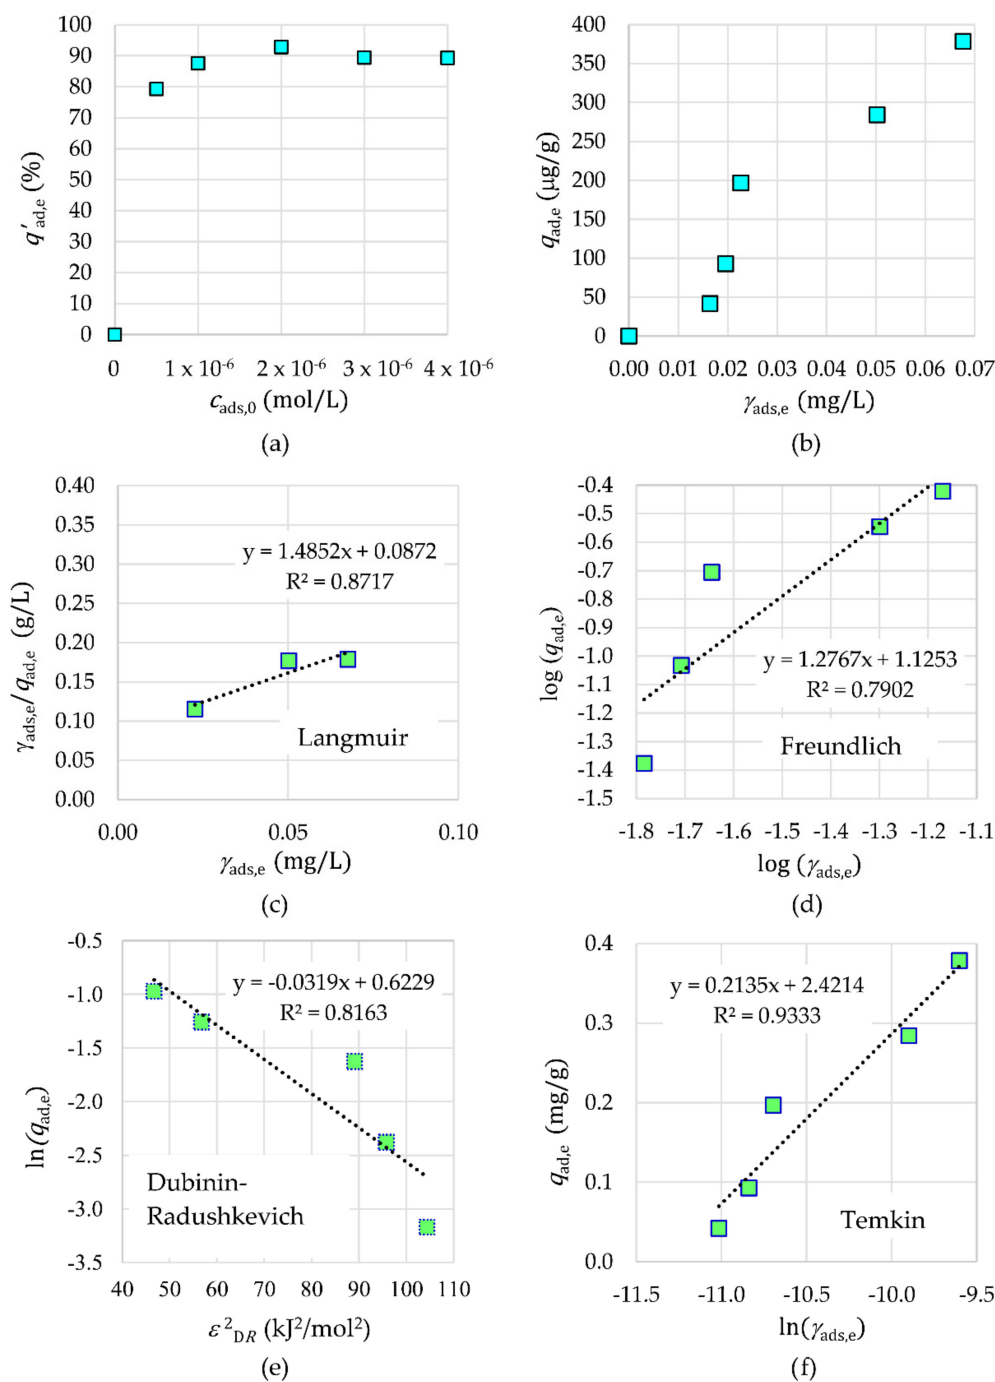 100
90
80
70
60
50
40
30
20
10
0
q′ad,e (%)
0 1 x 10-6 2 x 10-6 3 x 10-6 4 x 10-6
cads,0 (mol/L)
(a)
400
350
300
250
200
150
100
50
0
qad,e (µg/g)
0.00 0.01 0.02 0.03 0.04 0.05 0.06 0.07
γads,e (mg/L)
(b)
0.40
0.35
0.30
0.25
0.20
0.15
0.10
0.05
0.00
γads,e/qad,e (g/L)
y = 1.4852x + 0.0872
R² = 0.8717
Langmuir
0.00 0.05 0.10
γads,e (mg/L)
(c)
-0.4
-0.5
-0.6
-0.7
-0.8
-0.9
-1.0
-1.1
-1.2
-1.3
-1.4
-1.5
log (qad,e)
y = 1.2767x + 1.1253
R² = 0.7902
Freundlich
-1.8 -1.7 -1.6 -1.5 -1.4 -1.3 -1.2 -1.1
log (γads,e)
(d)
-0.5
-1.0
-1.5
-2.0
-2.5
-3.0
-3.5
ln(qad,e)
y = -0.0319x + 0.6229
R² = 0.8163
Dubinin-
Radushkevich
40 50 60 70 80 90 100 110
ε²DR (kJ²/mol²)
(e)
0.4
0.3
0.2
0.1
0.0
qad,e (mg/g)
y = 0.2135x + 2.4214
R² = 0.9333
Temkin
-11.5 -11.0 -10.5 -10.0 -9.5
ln(γads,e)
(f)